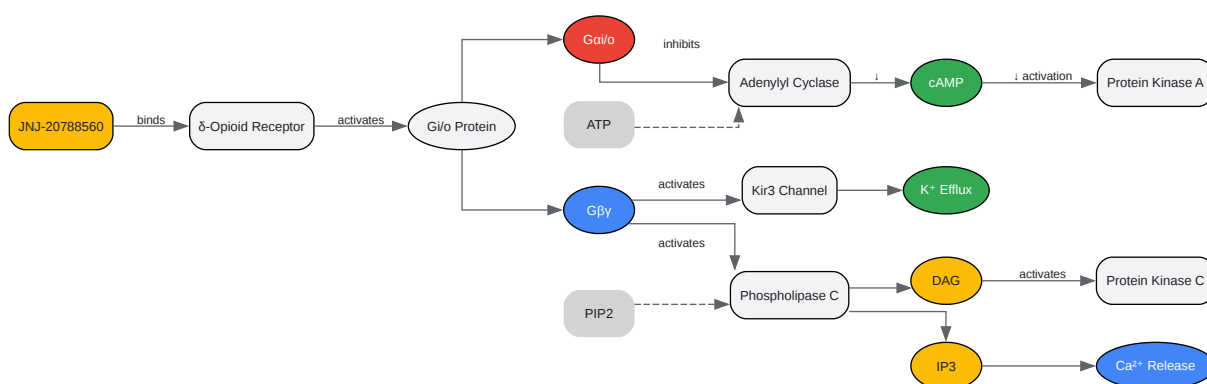 Gαi/o
inhibits
Adenylyl Cyclase
↓
cAMP
↓ activation
Protein Kinase A
JNJ-20788560
binds
δ-Opioid Receptor
activates
Gi/o Protein
ATP
Gβγ
activates
Kir3 Channel
K⁺ Efflux
activates
PIP2
Phospholipase C
DAG
activates
Protein Kinase C
IP3
Ca²⁺ Release